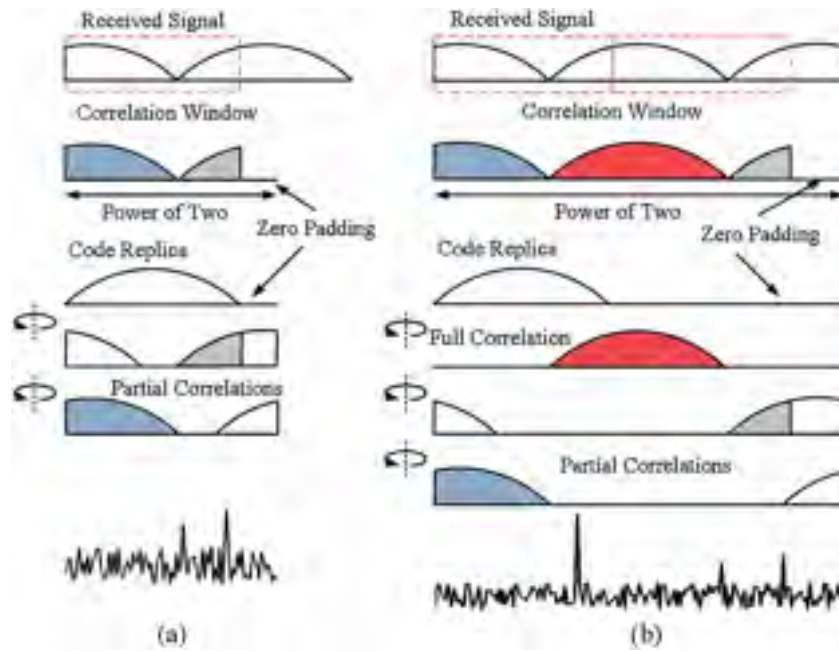 Received Signal
Correlation Window
Power of Two
Zero Padding
Code Replica
Partial Correlations
(a)
Received Signal
Correlation Window
Power of Two
Zero Padding
Code Replica
Full Correlation
Partial Correlations
(b)